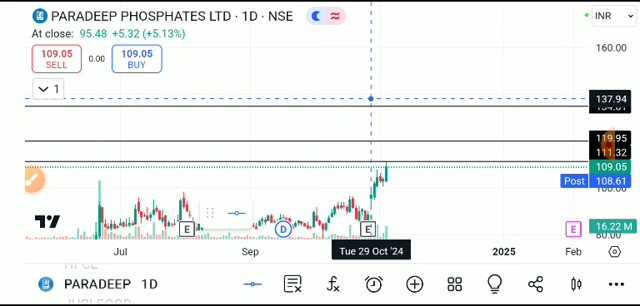 PARADEEP PHOSPHATES LTD · 1D · NSE
INR
At close: 95.48 +5.32 (+5.13%)
109.05
SELL
0.00
109.05
BUY
160.00
1
137.94
119.95
111.32
109.05
Post 108.61
16.22 M
80.00
E
D
E
E
Jul
Sep
Tue 29 Oct '24
2025
Feb
PARADEEP 1D